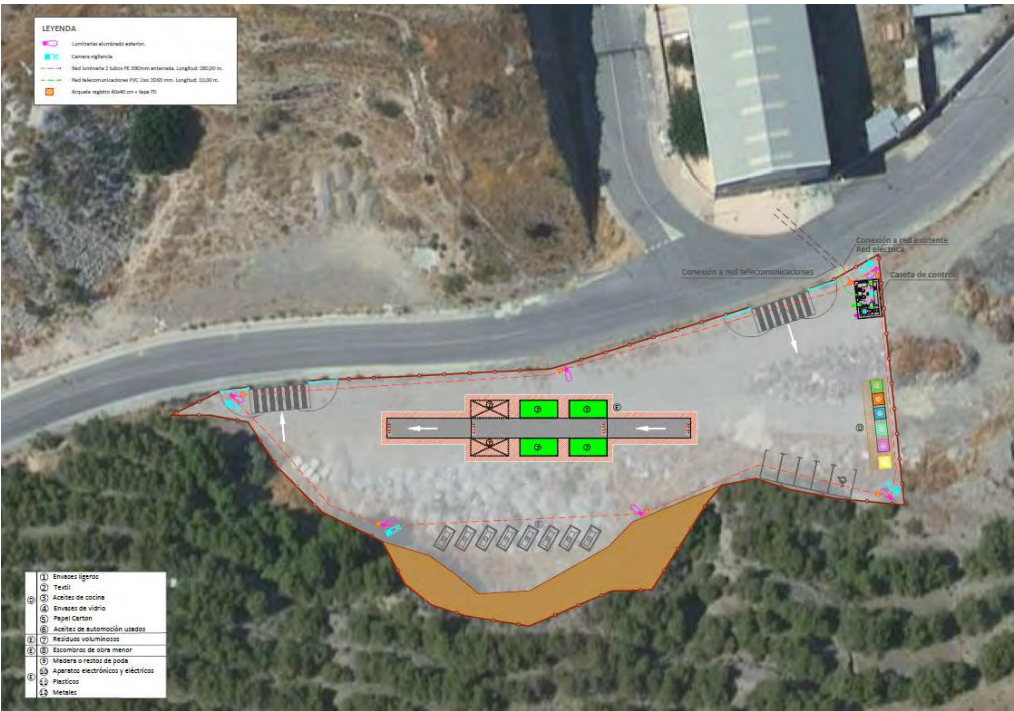 LEYENDA
Luminarias alumbrado exterior.
Camara vigilancia
Red luminaria 2 tubos PE Ø90mm enterrada. Longitud: 280,00 m.
Red telecomunicaciones PVC Liso 2Ø63 mm. Longitud: 10,00 m.
Arqueta registro 40x40 cm + tapa FD
Conexión a red existente
Red eléctrica
Conexión a red telecomunicaciones
Caseta de control
E
D
E
D
1 Envases ligeros
2 Textil
3 Aceites de cocina
4 Envases de vidrio
5 Papel Carton
6 Aceites de automoción usados
E 7 Residuos voluminosos
E 8 Escombros de obra menor
E
9 Madera o restos de poda
10 Aparatos electrónicos y eléctricos
11 Plasticos
12 Metales